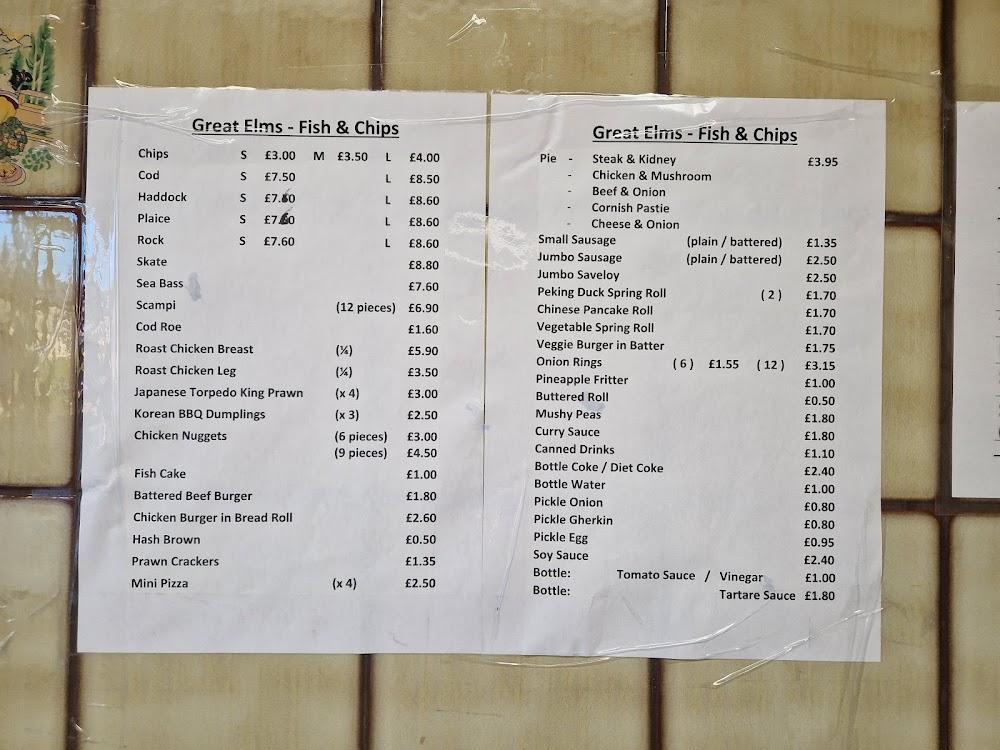 Great Elms - Fish & Chips
Chips S £3.00 M £3.50 L £4.00
Cod S £7.50 L £8.50
Haddock S £7.60 L £8.60
Plaice S £7.60 L £8.60
Rock S £7.60 L £8.60
Skate £8.80
Sea Bass £7.60
Scampi (12 pieces) £6.90
Cod Roe £1.60
Roast Chicken Breast (¼) £5.90
Roast Chicken Leg (¼) £3.50
Japanese Torpedo King Prawn (x 4) £3.00
Korean BBQ Dumplings (x 3) £2.50
Chicken Nuggets (6 pieces) £3.00
(9 pieces) £4.50
Fish Cake £1.00
Battered Beef Burger £1.80
Chicken Burger in Bread Roll £2.60
Hash Brown £0.50
Prawn Crackers £1.35
Mini Pizza (x 4) £2.50
Great Elms - Fish & Chips
Pie - Steak & Kidney £3.95
- Chicken & Mushroom
- Beef & Onion
- Cornish Pastie
- Cheese & Onion
Small Sausage (plain / battered) £1.35
Jumbo Sausage (plain / battered) £2.50
Jumbo Saveloy £2.50
Peking Duck Spring Roll ( 2 ) £1.70
Chinese Pancake Roll £1.70
Vegetable Spring Roll £1.70
Veggie Burger in Batter £1.75
Onion Rings ( 6 ) £1.55 ( 12 ) £3.15
Pineapple Fritter £1.00
Buttered Roll £0.50
Mushy Peas £1.80
Curry Sauce £1.80
Canned Drinks £1.10
Bottle Coke / Diet Coke £2.40
Bottle Water £1.00
Pickle Onion £0.80
Pickle Gherkin £0.80
Pickle Egg £0.95
Soy Sauce £2.40
Bottle: Tomato Sauce / Vinegar £1.00
Bottle: Tartare Sauce £1.80